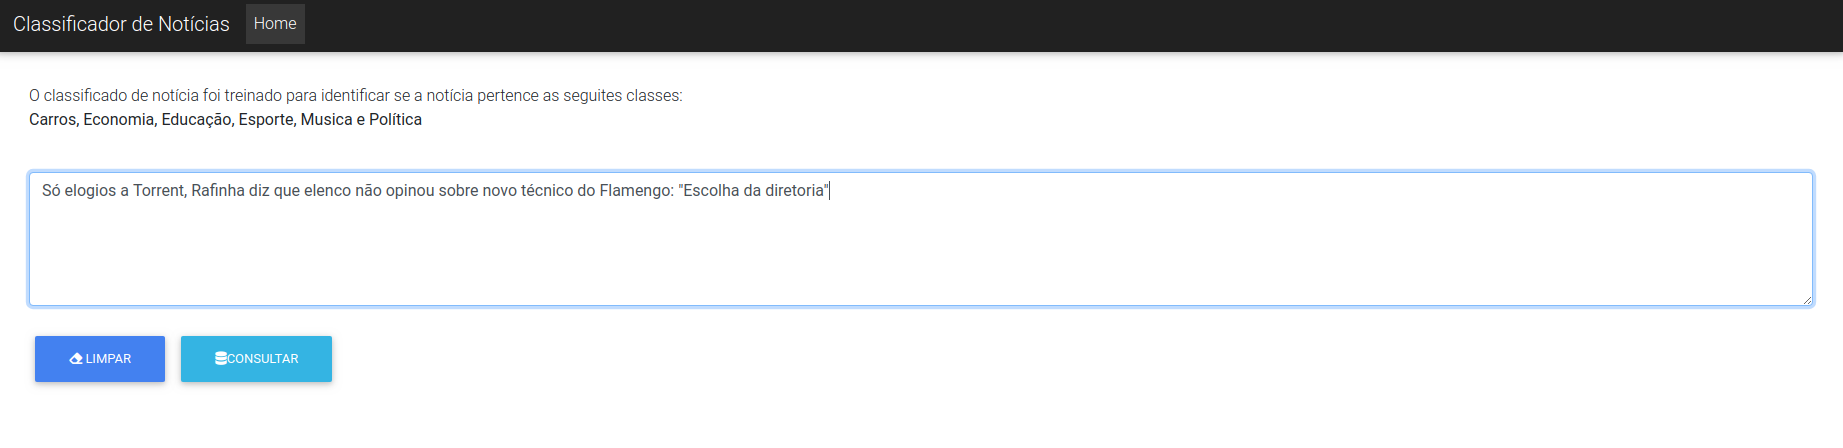 Classificador de Notícias Home
O classificado de notícia foi treinado para identificar se a notícia pertence as seguites classes:
Carros, Economia, Educação, Esporte, Musica e Política
Só elogios a Torrent, Rafinha diz que elenco não opinou sobre novo técnico do Flamengo: "Escolha da diretoria"
LIMPAR CONSULTAR